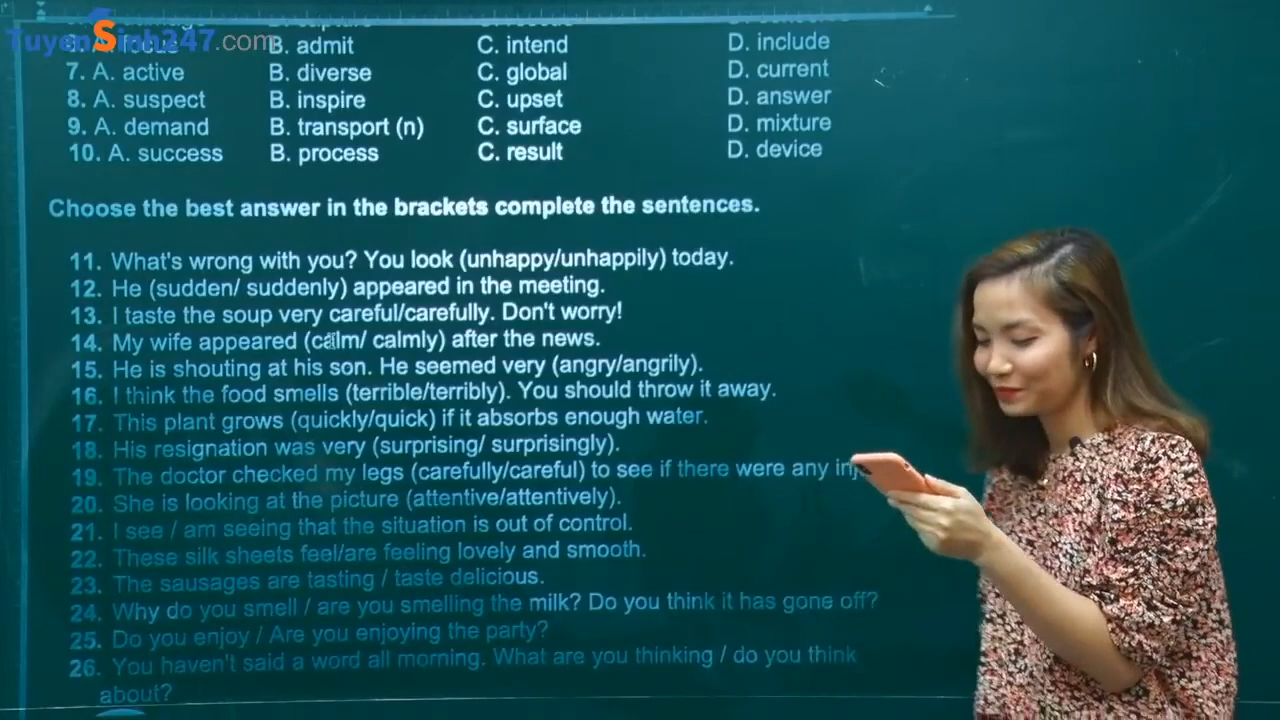 TuyenSinh247.com
A. focus B. admit C. intend D. include
7. A. active B. diverse C. global D. current
8. A. suspect B. inspire C. upset D. answer
9. A. demand B. transport (n) C. surface D. mixture
10. A. success B. process C. result D. device
Choose the best answer in the brackets complete the sentences.
11. What's wrong with you? You look (unhappy/unhappily) today.
12. He (sudden/ suddenly) appeared in the meeting.
13. I taste the soup very careful/carefully. Don't worry!
14. My wife appeared (calm/ calmly) after the news.
15. He is shouting at his son. He seemed very (angry/angrily).
16. I think the food smells (terrible/terribly). You should throw it away.
17. This plant grows (quickly/quick) if it absorbs enough water.
18. His resignation was very (surprising/ surprisingly).
19. The doctor checked my legs (carefully/careful) to see if there were any
20. She is looking at the picture (attentive/attentively).
21. I see / am seeing that the situation is out of control.
22. These silk sheets feel/are feeling lovely and smooth.
23. The sausages are tasting / taste delicious.
24. Why do you smell / are you smelling the milk? Do you think it has gone off?
25. Do you enjoy / Are you enjoying the party?
26. You haven't said a word all morning. What are you thinking / do you think
about?